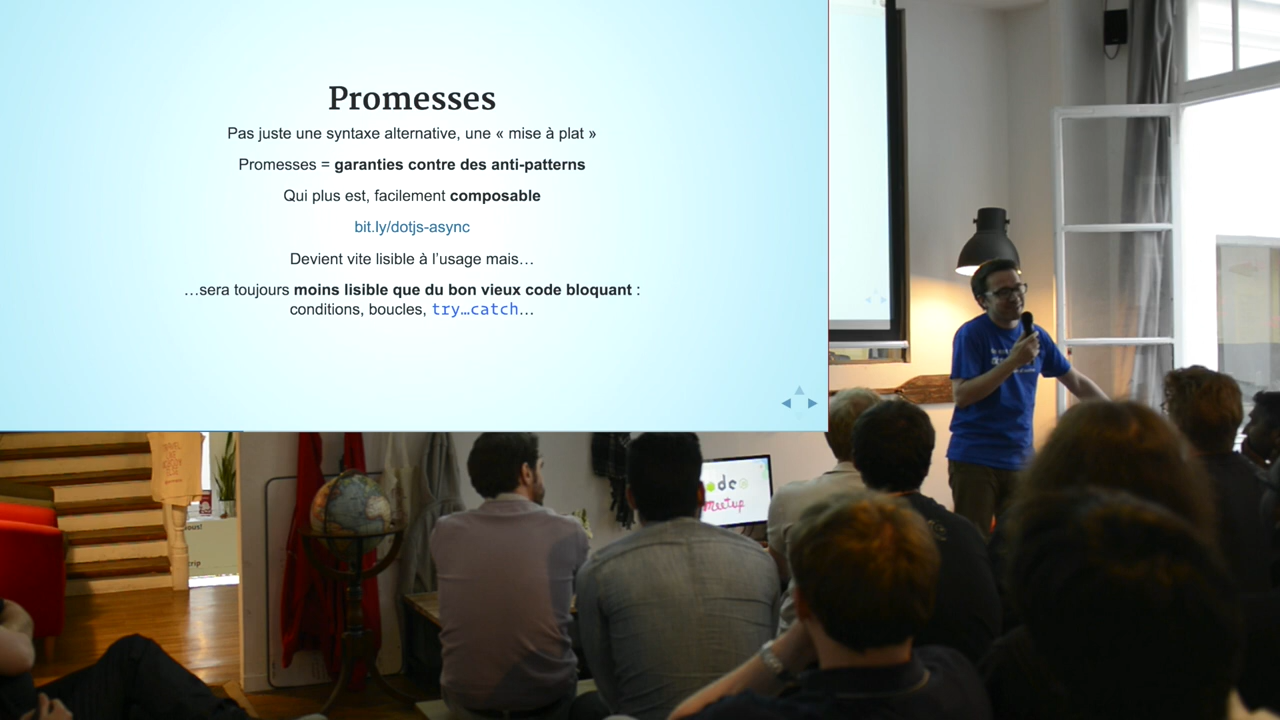 Promesses
Pas juste une syntaxe alternative, une « mise à plat »
Promesses = garanties contre des anti-patterns
Qui plus est, facilement composable
bit.ly/dotjs-async
Devient vite lisible à l’usage mais…
…sera toujours moins lisible que du bon vieux code bloquant :
conditions, boucles, try…catch…
meetup